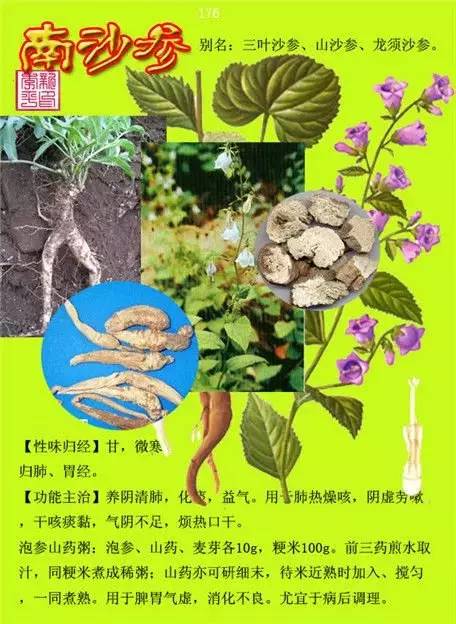 176
南沙参
别名：三叶沙参、山沙参、龙须沙参。
【性味归经】甘，微寒
归肺、胃经。
【功能主治】养阴清肺，化痰，益气。用于肺热燥咳，阴虚劳嗽
，干咳痰黏，气阴不足，烦热口干。
泡参山药粥：泡参、山药、麦芽各10g，粳米100g。前三药煎水取
汁，同粳米煮成稀粥；山药亦可研细末，待米近熟时加入、搅匀
，一同煮熟。用于脾胃气虚，消化不良。尤宜于病后调理。